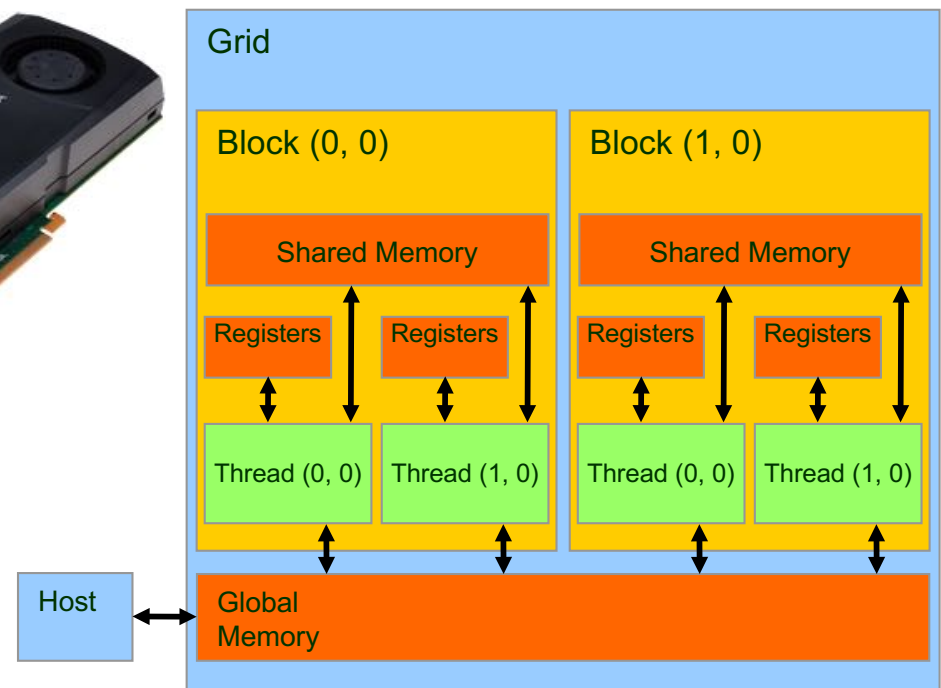 Grid
Block (0, 0)
Block (1, 0)
Shared Memory
Shared Memory
Registers
Registers
Registers
Registers
Thread (0, 0)
Thread (1, 0)
Thread (0, 0)
Thread (1, 0)
Host
Global
Memory